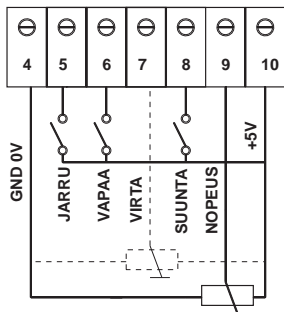 4 5 6 7 8 9 10
GND 0V
JARRU
VAPAA
VIRTA
SUUNTA
NOPEUS
+5V